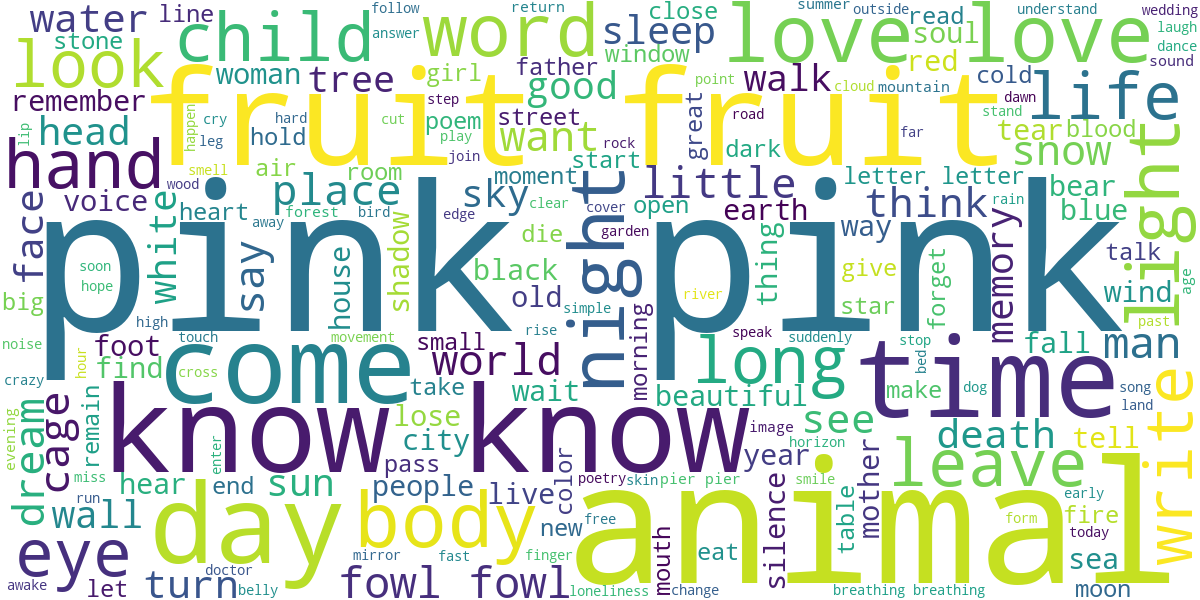 water line child word sleep close love love
follow answer return summer outside read understand wedding
stone look woman tree girl father window soul laugh dance
fruit fruit good walk red cold sound
remember step point cloud mountain life
happen cry hard cut poem street want great road dawn stand tear blood
lip head leg hold play join rock start dark far snow
hand smell air room moment little letter letter bear light
voice wood heart place sky edge clear cover open earth think way blue rain
face white forest bird away shadow die night garden thing memory talk
pink pink
soon hope say house black old simple river give star forget wind age
big high touch movement rise morning speak suddenly stop past
noise foot come small world long time bed fall man
crazy hour cross find take wait beautiful make dog song land
know know lose city image see
evening dream cage remain enter pass year horizon leave death tell write
miss hear end sun people live color poetry skin pier pier smile mother
run wall day body new free animal early form fire today
eye mirror fast finger mouth eat silence table sea
awake let turn doctor belly fowl fowl loneliness change breathing breathing moon